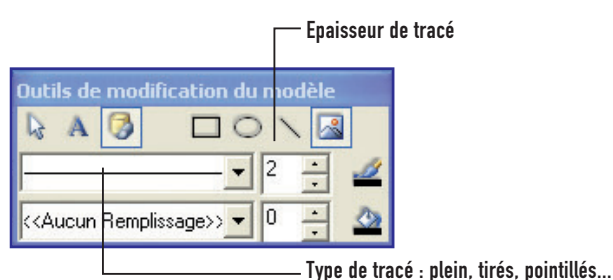 Epaisseur de tracé
Outils de modification du modèle
A
2
<<Aucun Remplissage>>
0
Type de tracé : plein, tirés, pointillés...